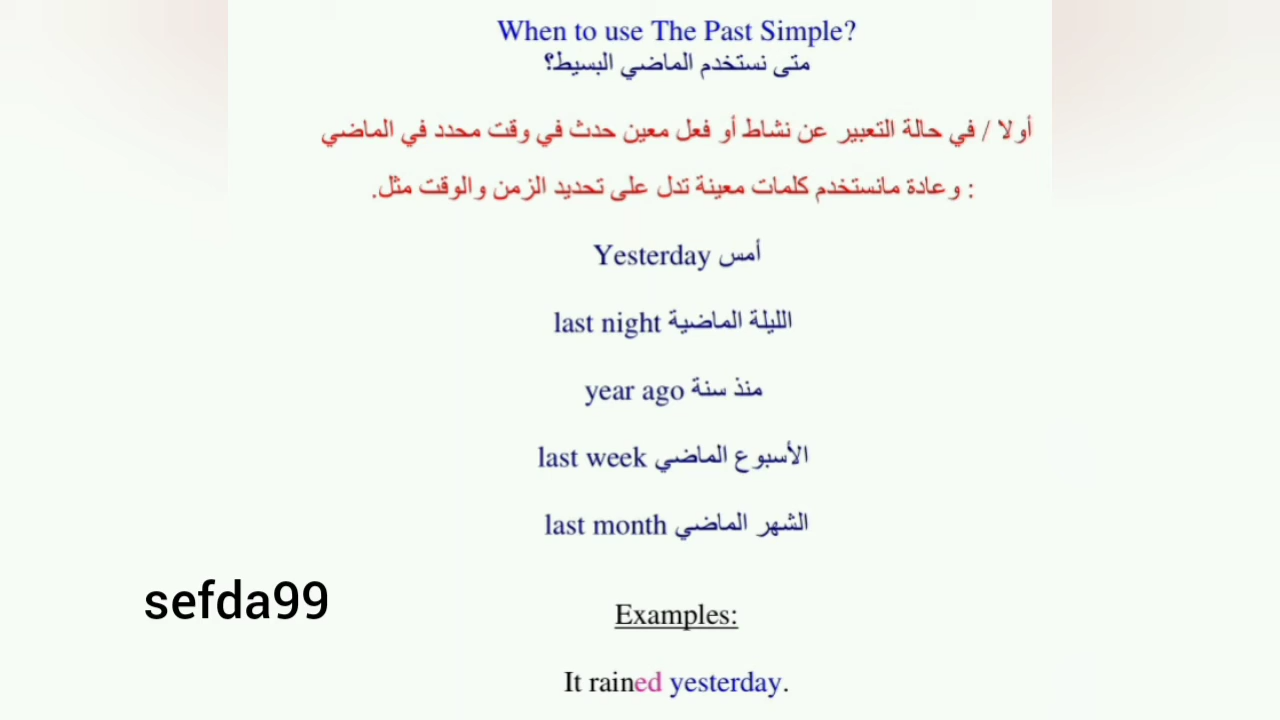 When to use The Past Simple?
متى نستخدم الماضي البسيط؟
أولا / في حالة التعبير عن نشاط أو فعل معين حدث في وقت محدد في الماضي
: وعادة مانستخدم كلمات معينة تدل على تحديد الزمن والوقت مثل.
Yesterday أمس
last night الليلة الماضية
year ago منذ سنة
last week الأسبوع الماضي
last month الشهر الماضي
sefda99
Examples:
It rained yesterday.